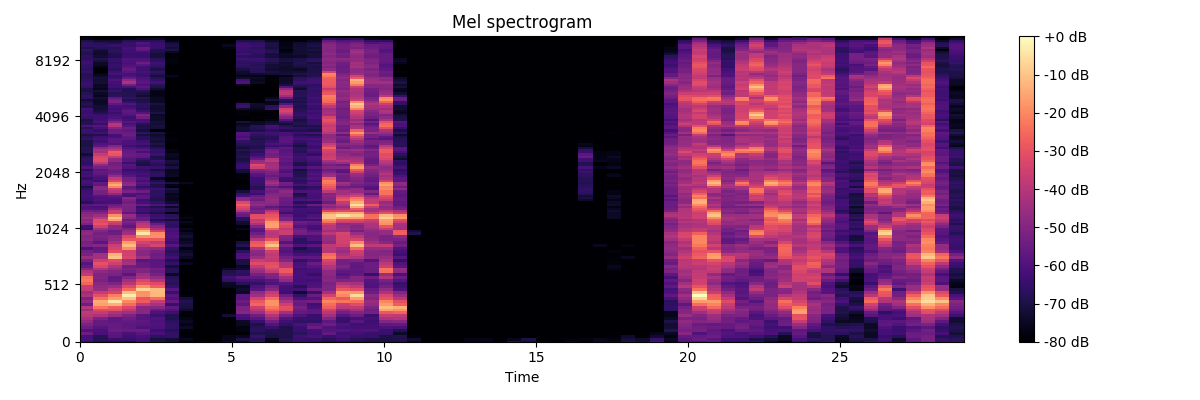 Mel spectrogram
+0 dB
8192
-10 dB
4096
-20 dB
-30 dB
2048
Hz
-40 dB
1024
-50 dB
-60 dB
512
-70 dB
0
-80 dB
0 5 10 15 20 25
Time